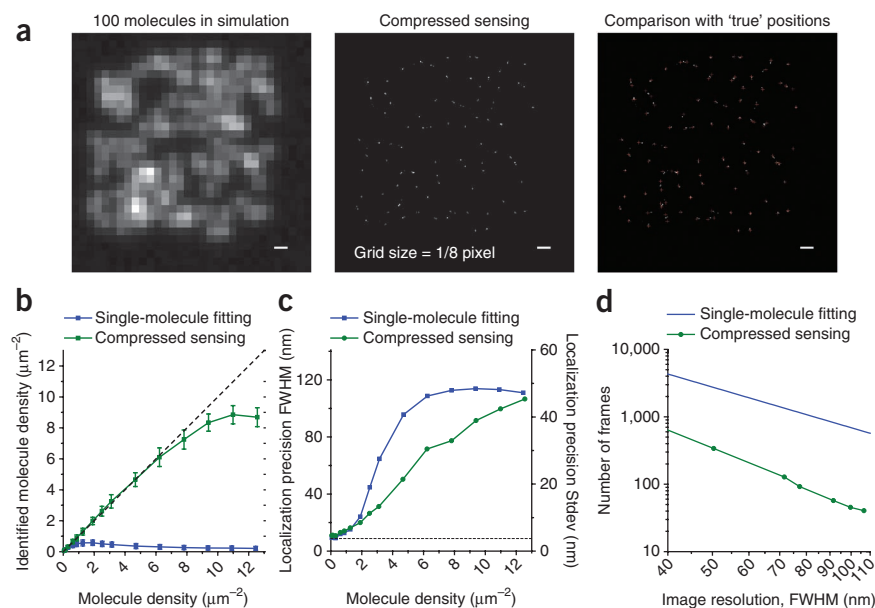 a
100 molecules in simulation
Compressed sensing
Comparison with ‘true’ positions
Grid size = 1/8 pixel
b
Single-molecule fitting
Compressed sensing
Identified molecule density (μm⁻²)
12
10
8
6
4
2
0
0 2 4 6 8 10 12
Molecule density (μm⁻²)
c
Single-molecule fitting
Compressed sensing
Localization precision FWHM (nm)
120
80
40
0
Localization precision Stdev (nm)
60
40
20
0
0 2 4 6 8 10 12
Molecule density (μm⁻²)
d
Single-molecule fitting
Compressed sensing
Number of frames
10,000
1,000
100
10
40 50 60 70 80 90 100 110
Image resolution, FWHM (nm)